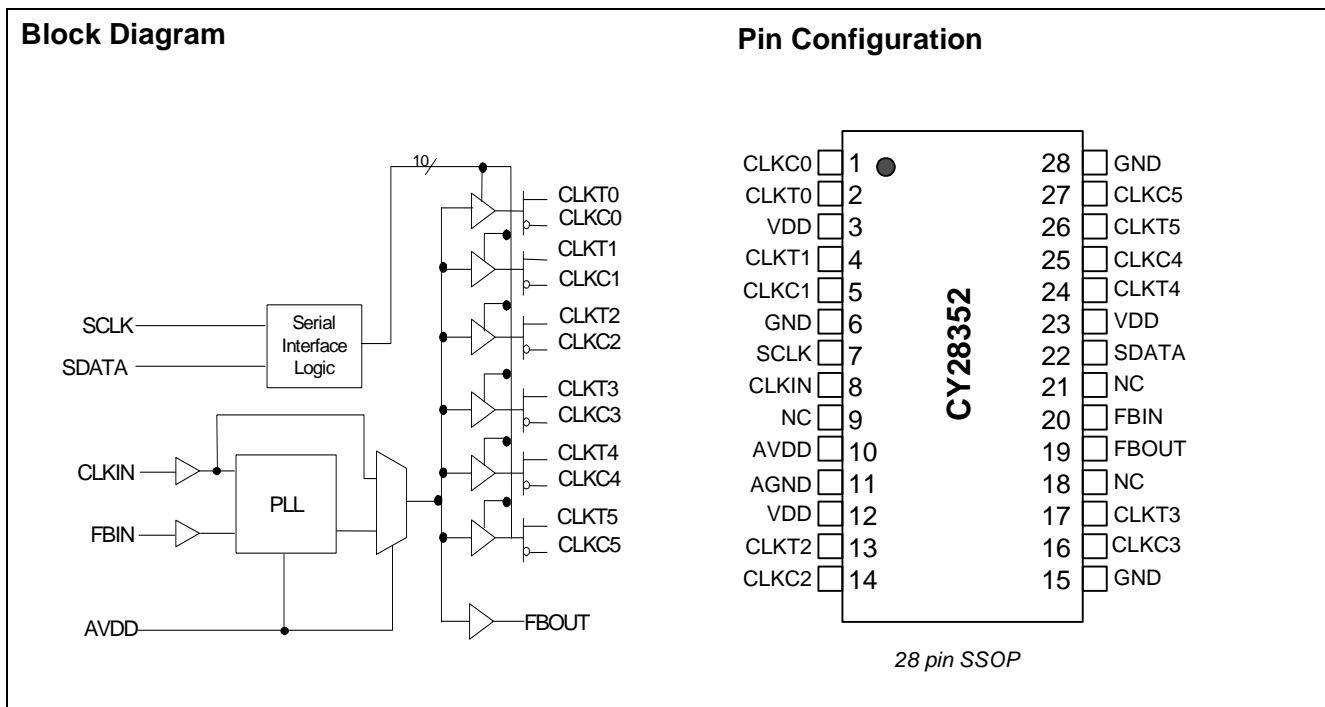 Block Diagram
10
CLKT0
CLKC0
CLKT1
CLKC1
CLKT2
CLKC2
CLKT3
CLKC3
CLKT4
CLKC4
CLKT5
CLKC5
SCLK
SDATA
Serial
Interface
Logic
CLKIN
PLL
FBIN
AVDD
FBOUT
Pin Configuration
CLKC0 1
CLKT0 2
VDD 3
CLKT1 4
CLKC1 5
GND 6
SCLK 7
CLKIN 8
NC 9
AVDD 10
AGND 11
VDD 12
CLKT2 13
CLKC2 14
CY28352
28 GND
27 CLKC5
26 CLKT5
25 CLKC4
24 CLKT4
23 VDD
22 SDATA
21 NC
20 FBIN
19 FBOUT
18 NC
17 CLKT3
16 CLKC3
15 GND
28 pin SSOP